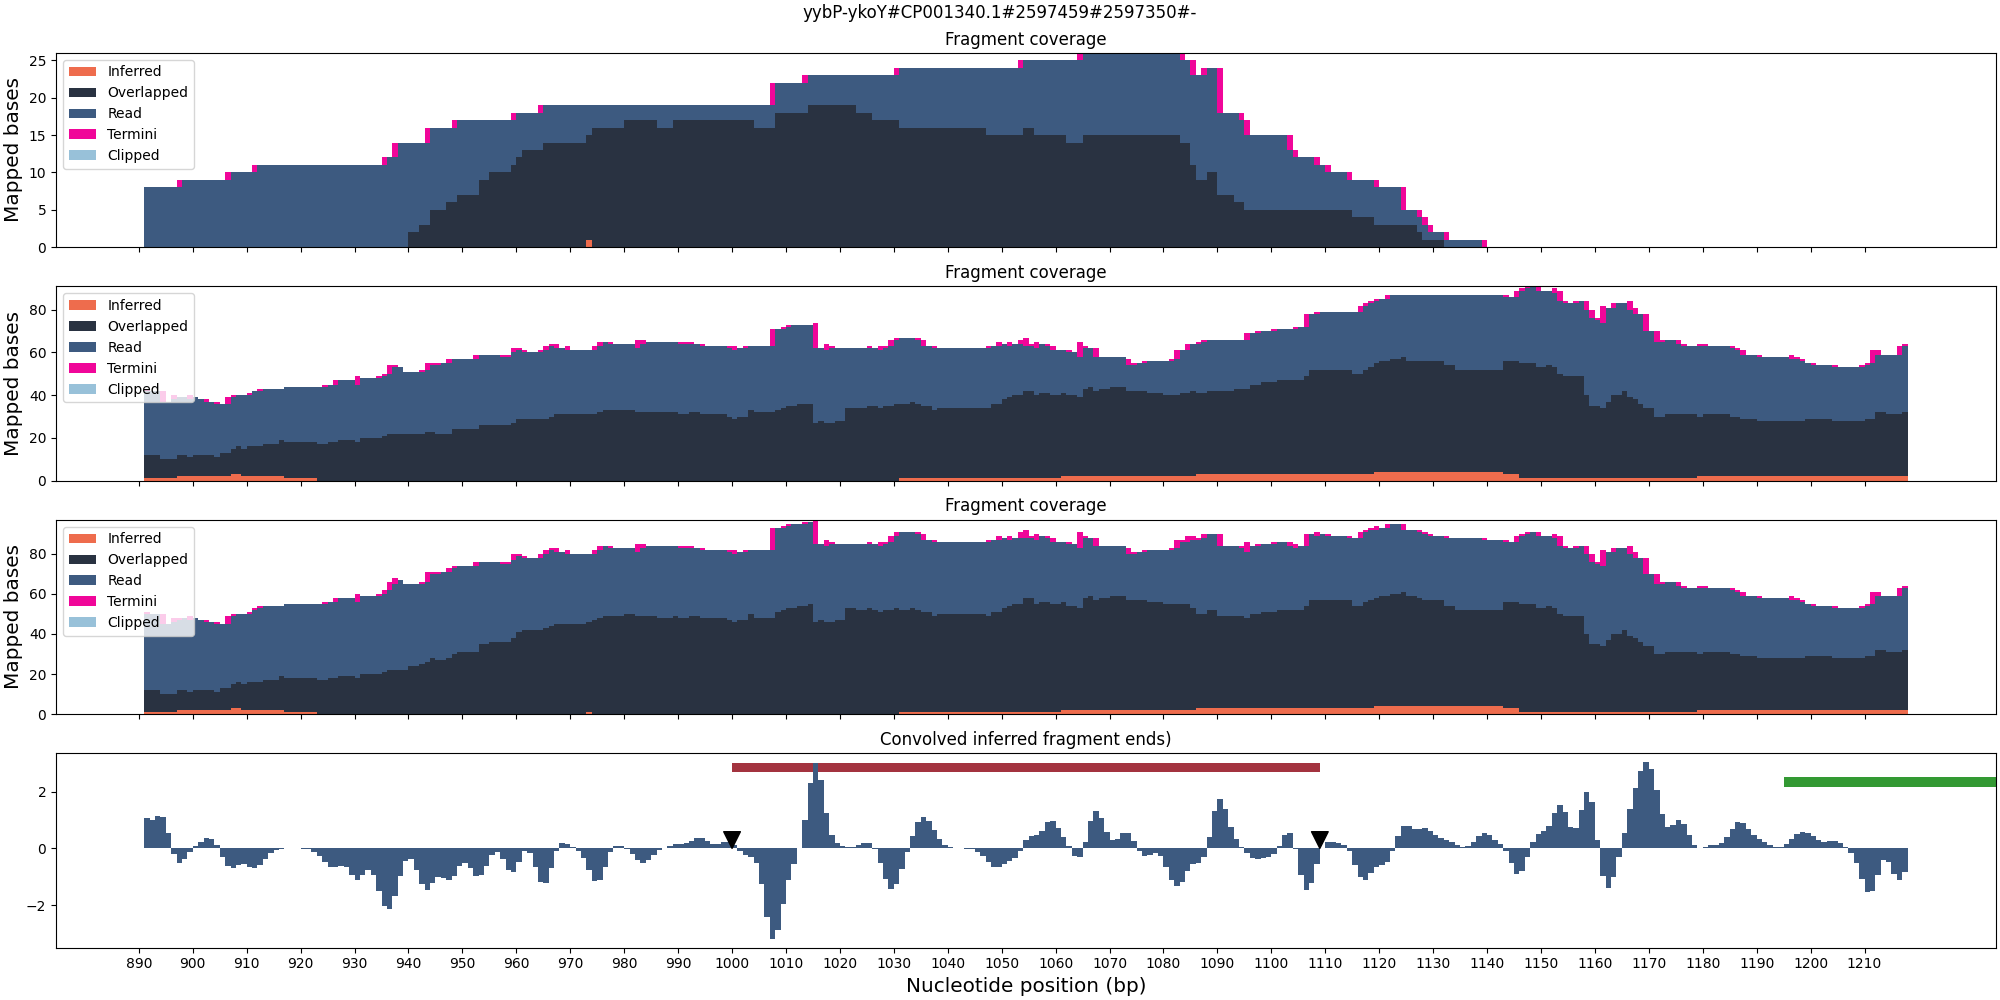 yybP-ykoY#CP001340.1#2597459#2597350#-
Fragment coverage
Mapped bases
25
20
15
10
5
0
Inferred
Overlapped
Read
Termini
Clipped
Fragment coverage
Mapped bases
80
60
40
20
0
Inferred
Overlapped
Read
Termini
Clipped
Fragment coverage
Mapped bases
80
60
40
20
0
Inferred
Overlapped
Read
Termini
Clipped
Convolved inferred fragment ends)
2
0
−2
890 900 910 920 930 940 950 960 970 980 990 1000 1010 1020 1030 1040 1050 1060 1070 1080 1090 1100 1110 1120 1130 1140 1150 1160 1170 1180 1190 1200 1210
Nucleotide position (bp)